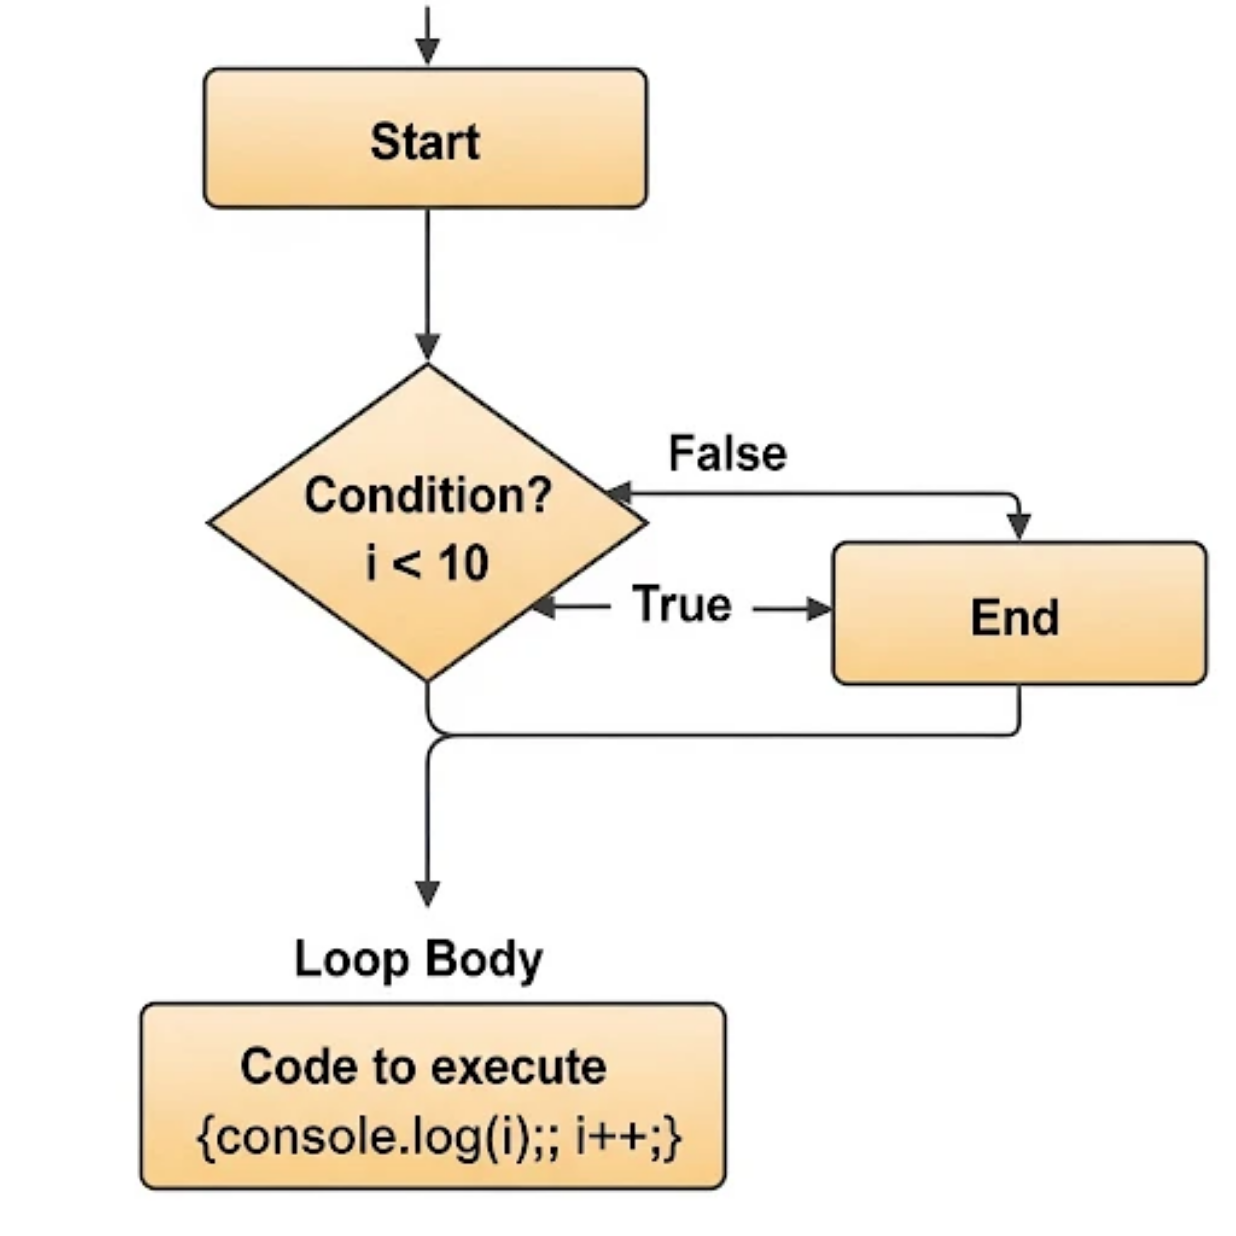 Start
Condition?
i < 10
False
True
End
Loop Body
Code to execute
{console.log(i);; i++;}